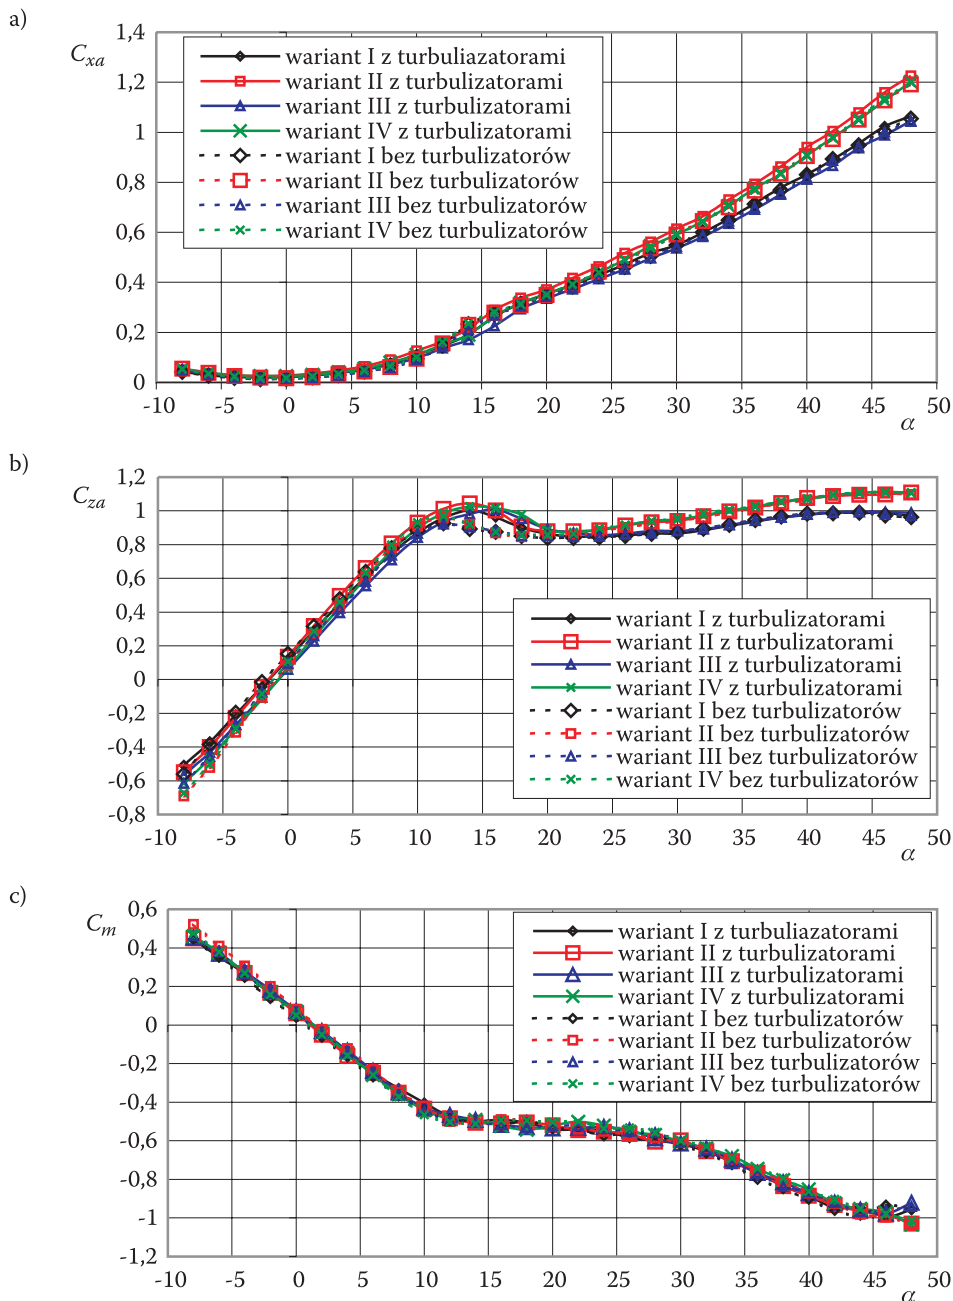 a)
C_xa
1,4
1,2
1
0,8
0,6
0,4
0,2
0
wariant I z turbuliazatorami
wariant II z turbulizatorami
wariant III z turbulizatorami
wariant IV z turbulizatorami
wariant I bez turbulizatorów
wariant II bez turbulizatorów
wariant III bez turbulizatorów
wariant IV bez turbulizatorów
-10 -5 0 5 10 15 20 25 30 35 40 45 50
α
b)
C_za
1,2
1
0,8
0,6
0,4
0,2
0
-0,2
-0,4
-0,6
-0,8
wariant I z turbulizatorami
wariant II z turbulizatorami
wariant III z turbulizatorami
wariant IV z turbulizatorami
wariant I bez turbulizatorów
wariant II bez turbulizatorów
wariant III bez turbulizatorów
wariant IV bez turbulizatorów
-10 -5 0 5 10 15 20 25 30 35 40 45 50
α
c)
C_m
0,6
0,4
0,2
0
-0,2
-0,4
-0,6
-0,8
-1
-1,2
wariant I z turbuliazatorami
wariant II z turbulizatorami
wariant III z turbulizatorami
wariant IV z turbulizatorami
wariant I bez turbulizatorów
wariant II bez turbulizatorów
wariant III bez turbulizatorów
wariant IV bez turbulizatorów
-10 -5 0 5 10 15 20 25 30 35 40 45 50
α